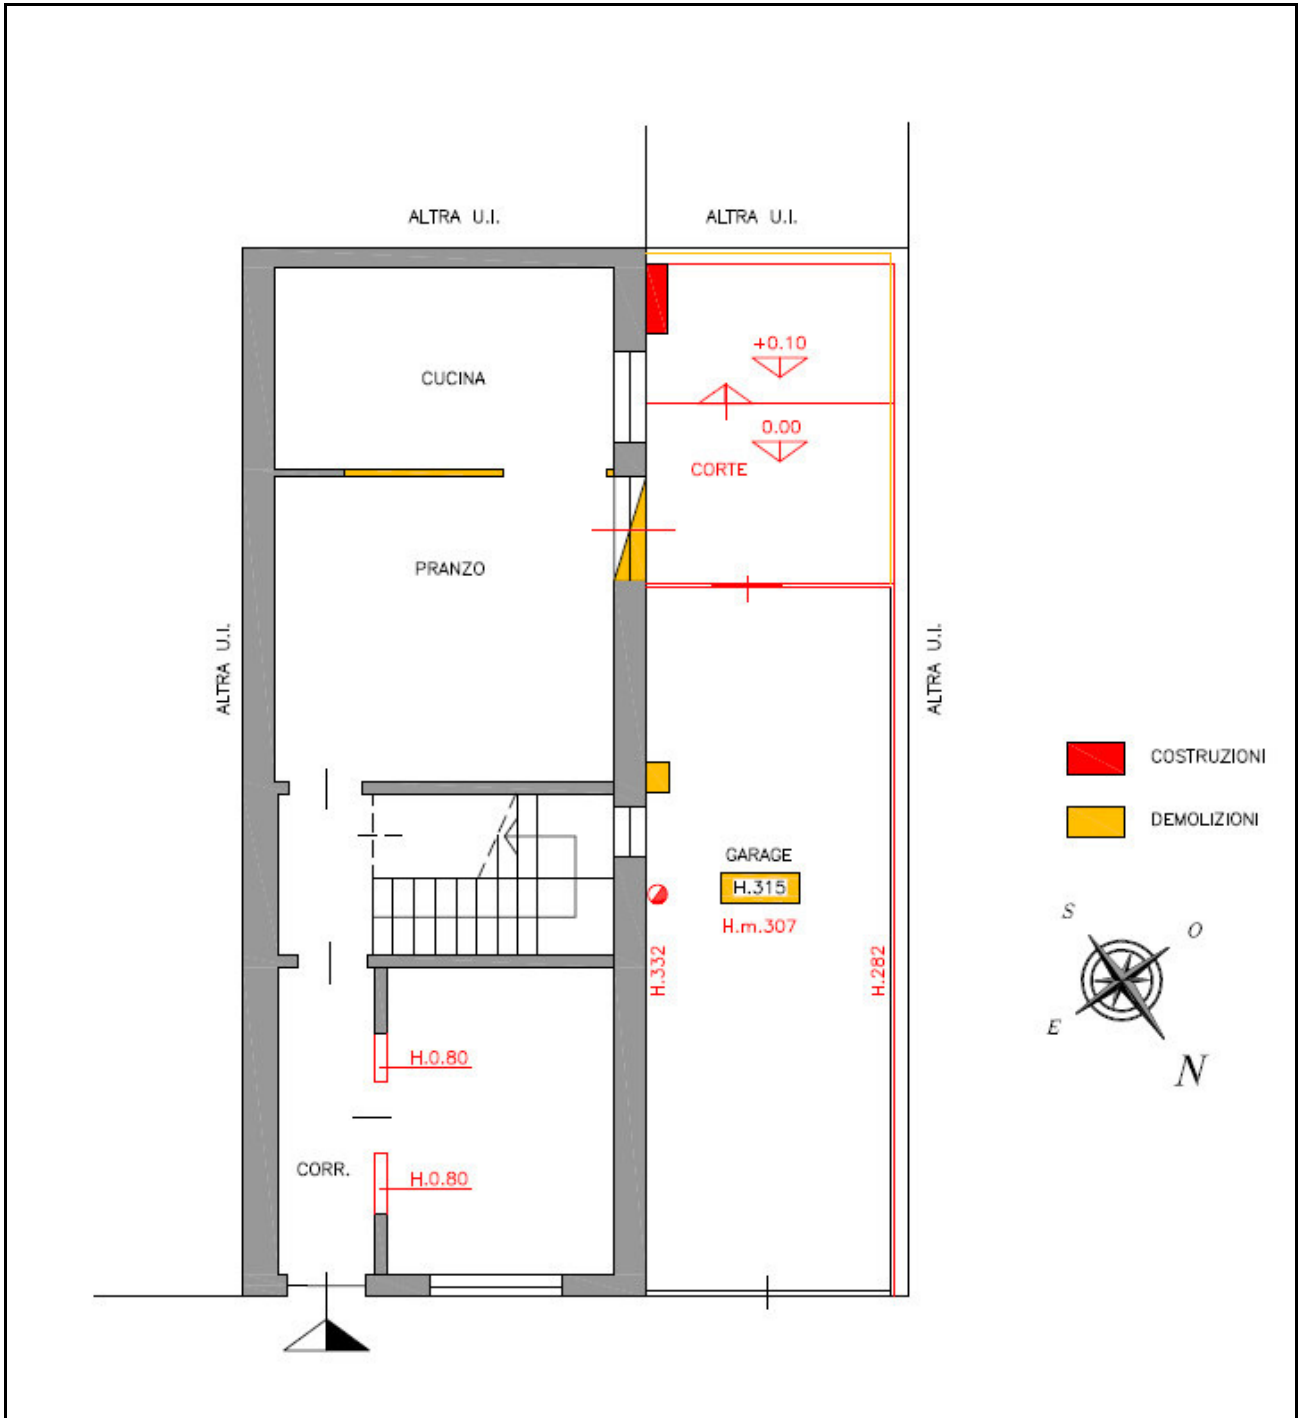 ALTRA U.I.
ALTRA U.I.
+0.10
CUCINA
0.00
CORTE
PRANZO
ALTRA U.I.
ALTRA U.I.
COSTRUZIONI
DEMOLIZIONI
GARAGE
H.315
H.m.307
H.332
H.282
S
O
E
N
H.0.80
CORR.
H.0.80